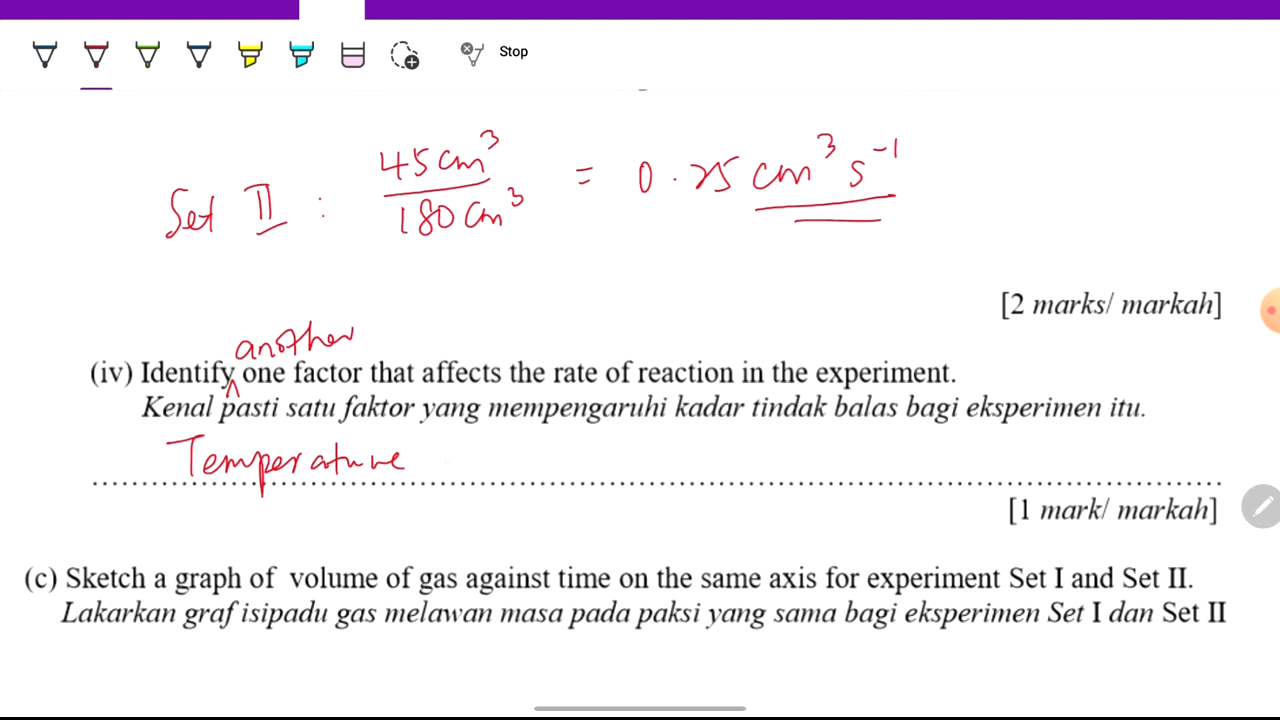 Stop
Set II : 45 cm³ / 180 cm³ = 0.25 cm³ s⁻¹
[2 marks/ markah]
another
(iv) Identify ^ one factor that affects the rate of reaction in the experiment.
Kenal pasti satu faktor yang mempengaruhi kadar tindak balas bagi eksperimen itu.
Temperature
[1 mark/ markah]
(c) Sketch a graph of volume of gas against time on the same axis for experiment Set I and Set II.
Lakarkan graf isipadu gas melawan masa pada paksi yang sama bagi eksperimen Set I dan Set II